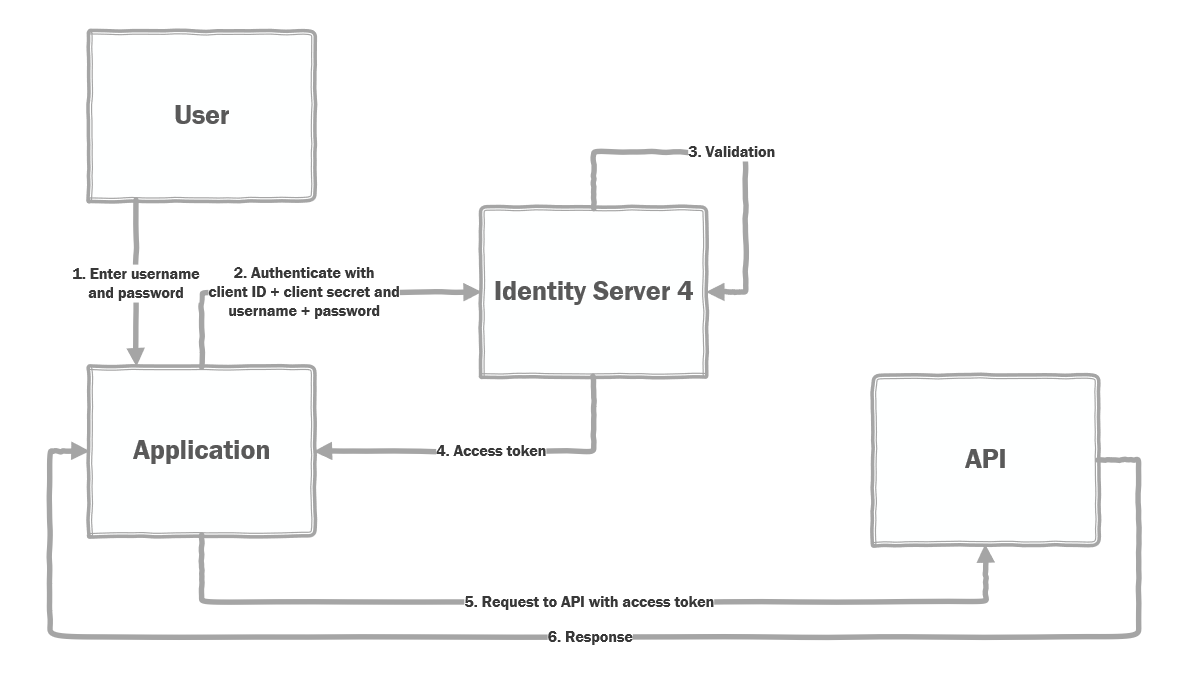 User
3. Validation
1. Enter username
and password
2. Authenticate with
client ID + client secret and
username + password
Identity Server 4
Application
4. Access token
API
5. Request to API with access token
6. Response